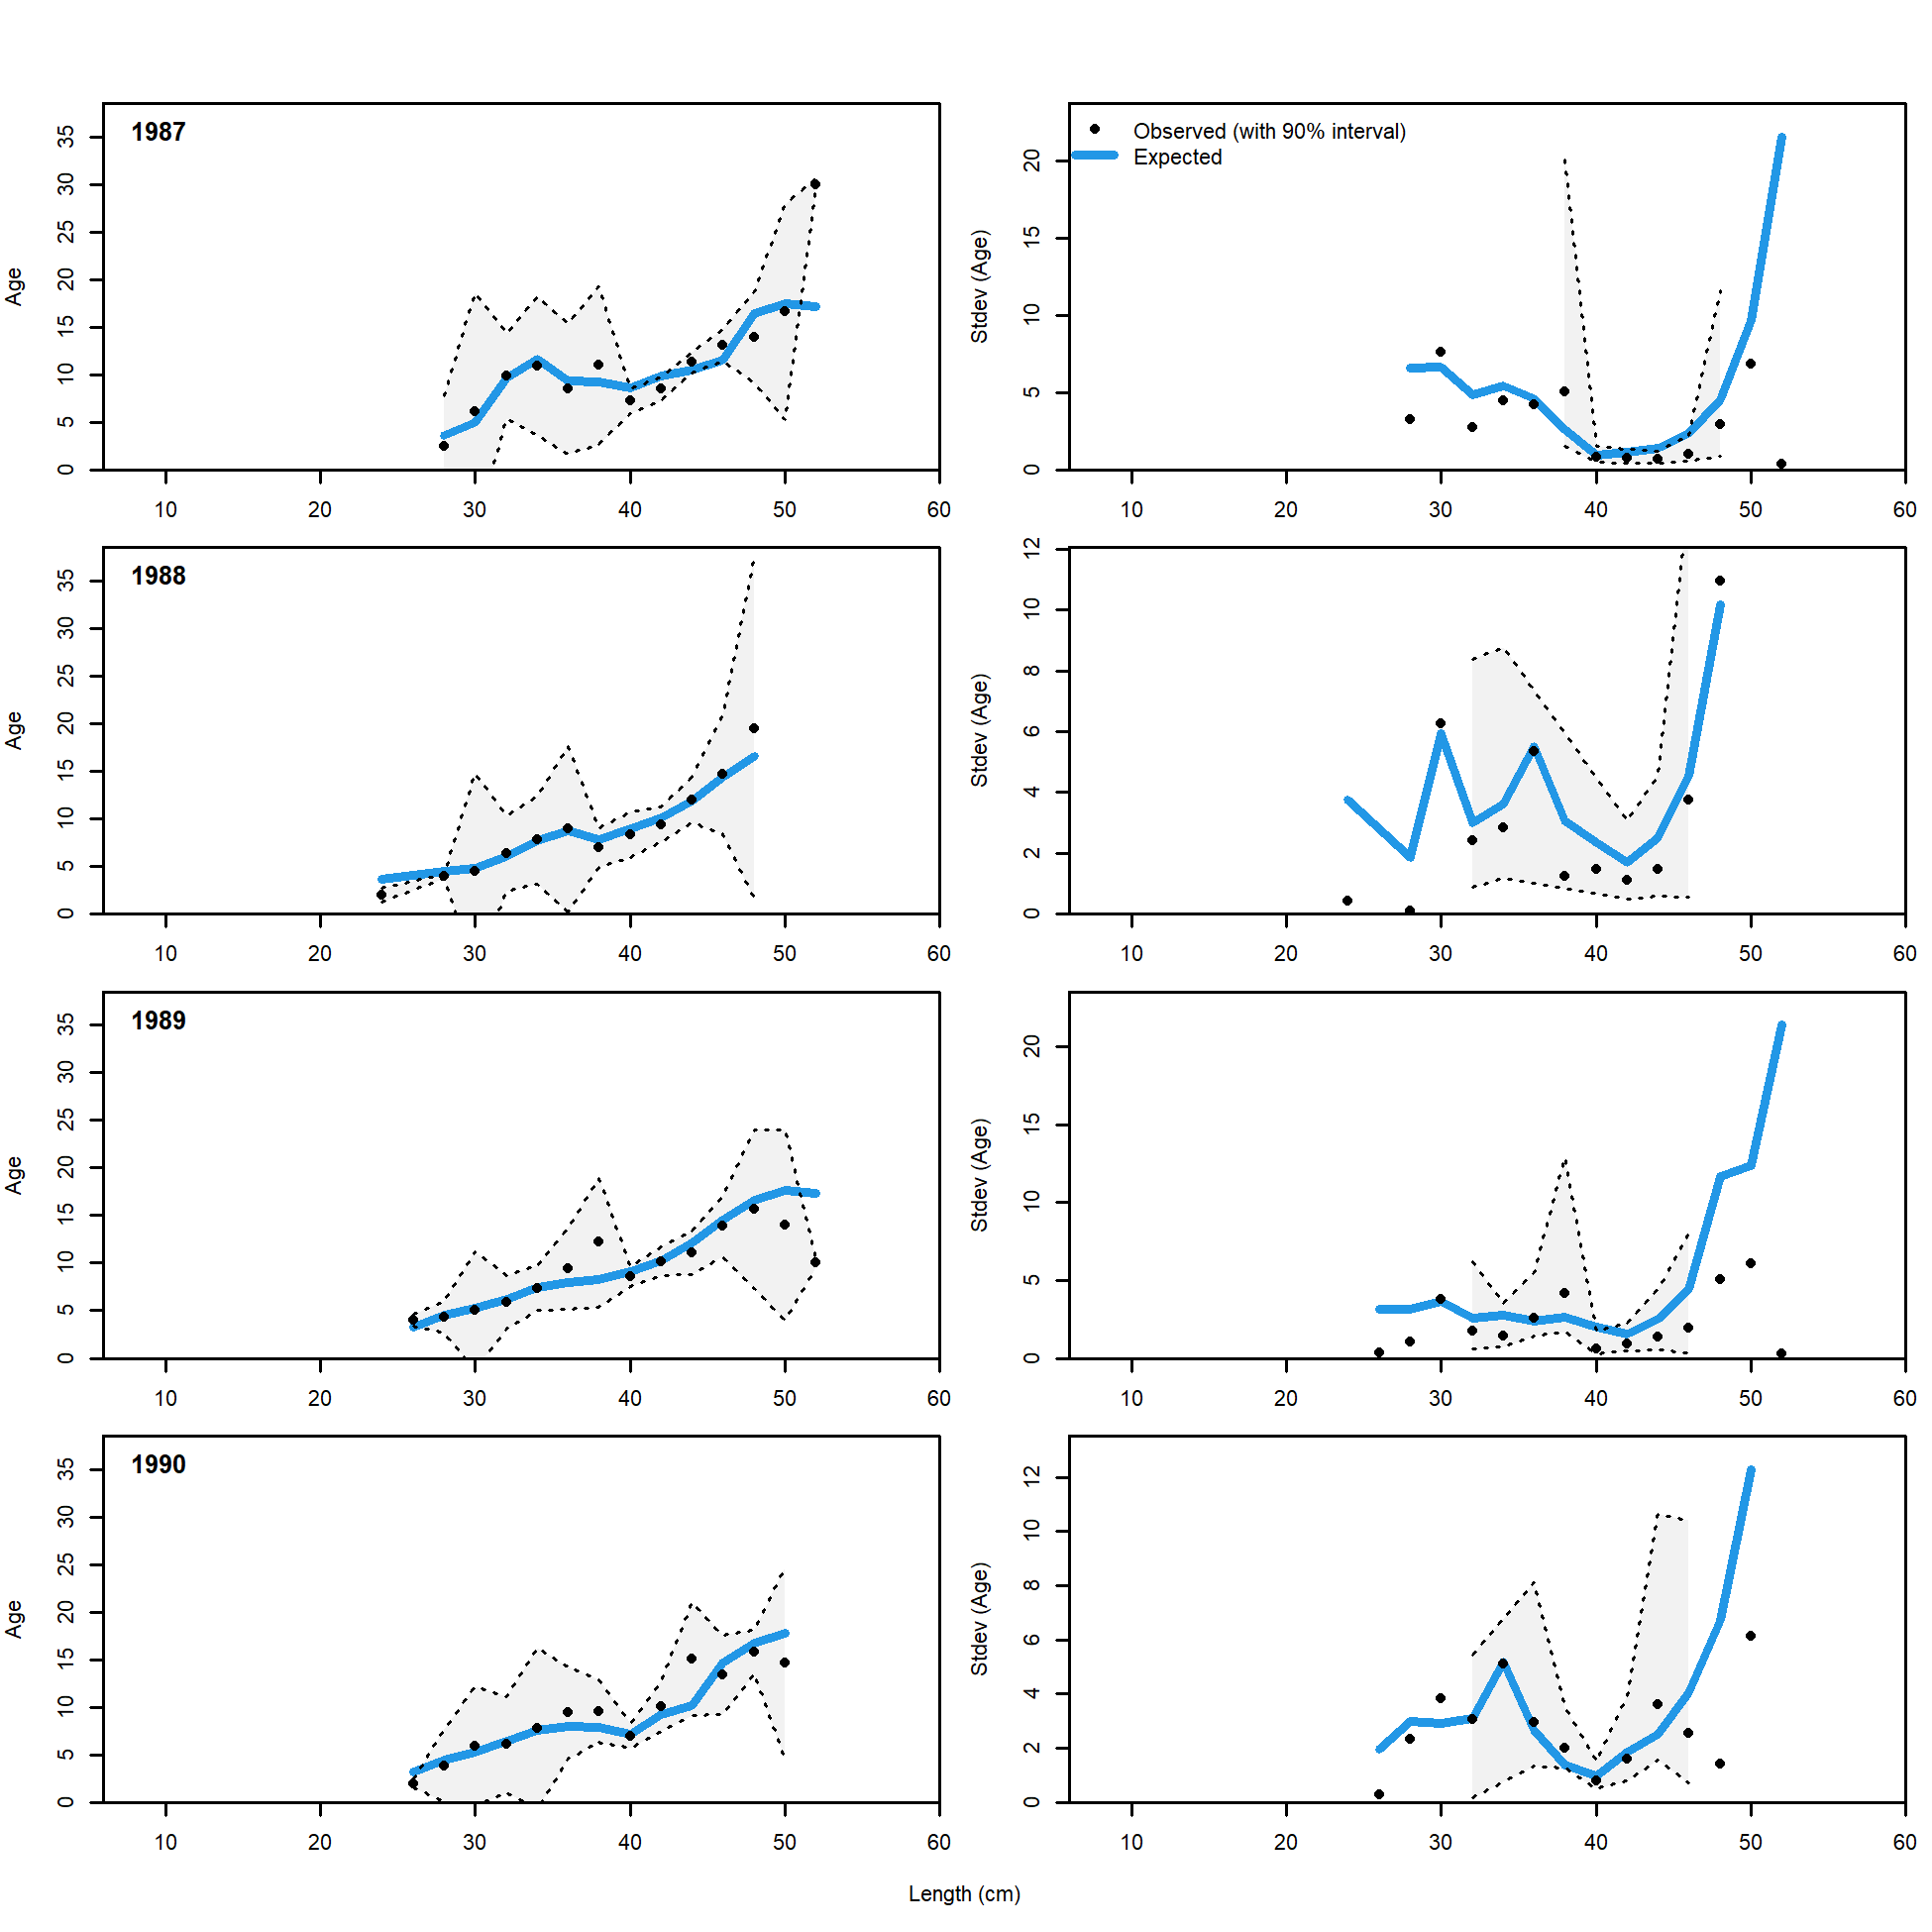 1987
Age
0 5 10 15 20 25 30 35
10 20 30 40 50 60
Observed (with 90% interval)
Expected
Stdev (Age)
0 5 10 15 20
10 20 30 40 50 60
1988
Age
0 5 10 15 20 25 30 35
10 20 30 40 50 60
Stdev (Age)
0 2 4 6 8 10 12
10 20 30 40 50 60
1989
Age
0 5 10 15 20 25 30 35
10 20 30 40 50 60
Stdev (Age)
0 5 10 15 20
10 20 30 40 50 60
1990
Age
0 5 10 15 20 25 30 35
10 20 30 40 50 60
Stdev (Age)
0 2 4 6 8 10 12
10 20 30 40 50 60
Length (cm)